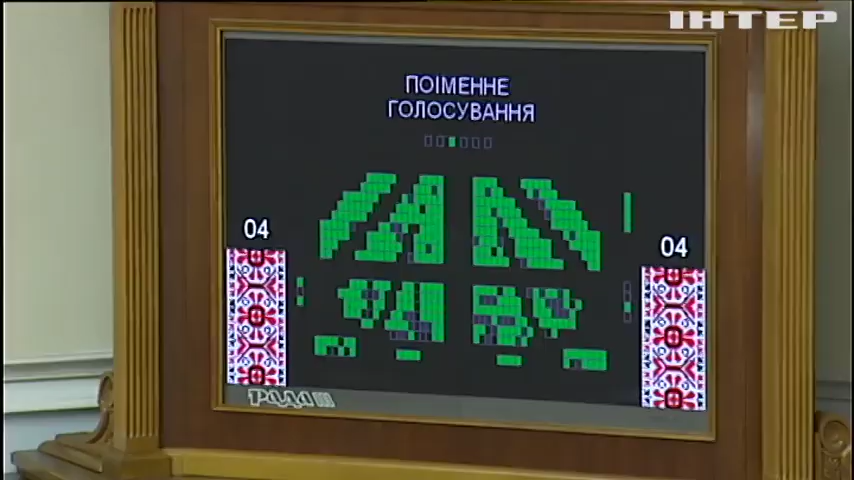 ІНТЕР
ПОІМЕННЕ
ГОЛОСУВАННЯ
04
04
РАДА